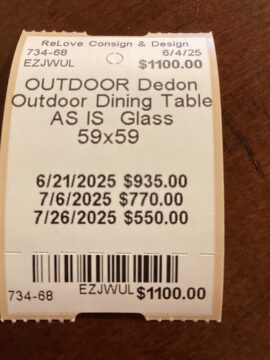 ReLove Consign & Design
734-68 6/4/25
EZJWUL $1100.00
OUTDOOR Dedon
Outdoor Dining Table
AS IS Glass
59x59
6/21/2025 $935.00
7/6/2025 $770.00
7/26/2025 $550.00
734-68 EZJWUL $1100.00